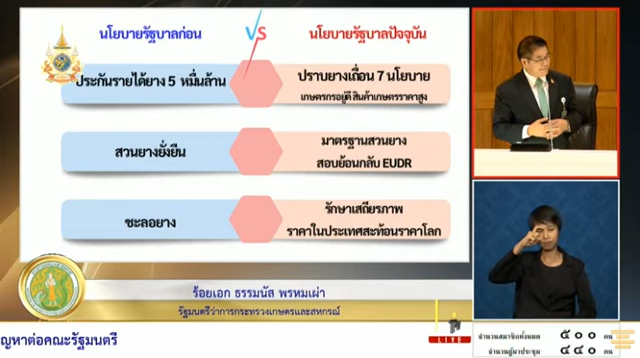 นโยบายรัฐบาลก่อน
VS
นโยบายรัฐบาลปัจจุบัน
ประกันรายได้ยาง 5 หมื่นล้าน
ปราบยางเถื่อน 7 นโยบาย
เกษตรกรอยู่ดี สินค้าเกษตรราคาสูง
สวนยางยั่งยืน
มาตรฐานสวนยาง
สอบย้อนกลับ EUDR
ชะลอยาง
รักษาเสถียรภาพ
ราคาในประเทศสะท้อนราคาโลก
ร้อยเอก ธรรมนัส พรหมเผ่า
รัฐมนตรีว่าการกระทรวงเกษตรและสหกรณ์
LIVE
ญหาต่อคณะรัฐมนตรี
จำนวนสมาชิกทั้งหมด ๕๐๐ คน
จำนวนผู้มาประชุม ๔๔๐ คน